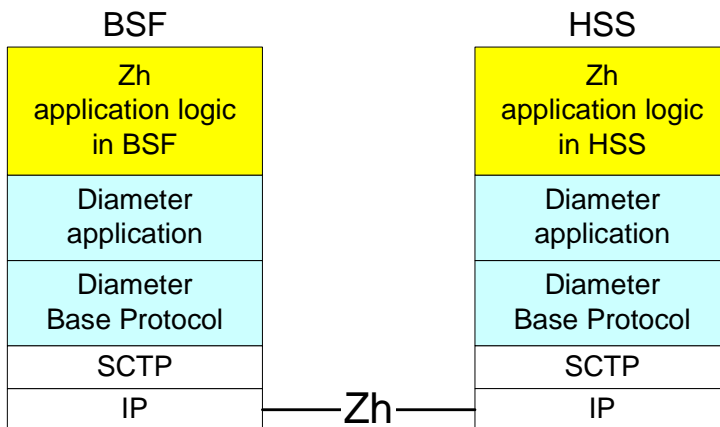 BSF
Zh
application logic
in BSF
Diameter
application
Diameter
Base Protocol
SCTP
IP
Zh
HSS
Zh
application logic
in HSS
Diameter
application
Diameter
Base Protocol
SCTP
IP